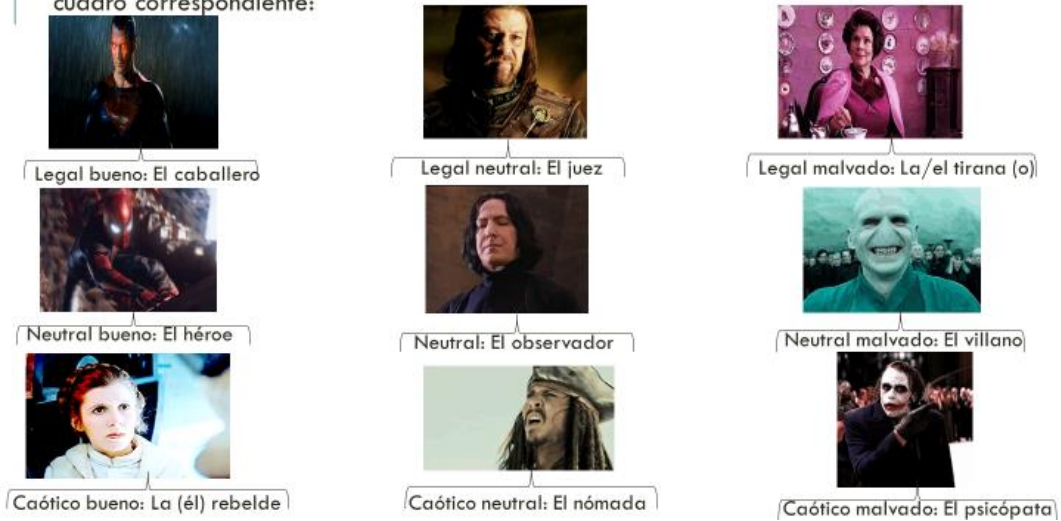 cuadro correspondiente:
Legal bueno: El caballero
Legal neutral: El juez
Legal malvado: La/el tirana (o)
Neutral bueno: El héroe
Neutral: El observador
Neutral malvado: El villano
Caótico bueno: La (él) rebelde
Caótico neutral: El nómada
Caótico malvado: El psicópata